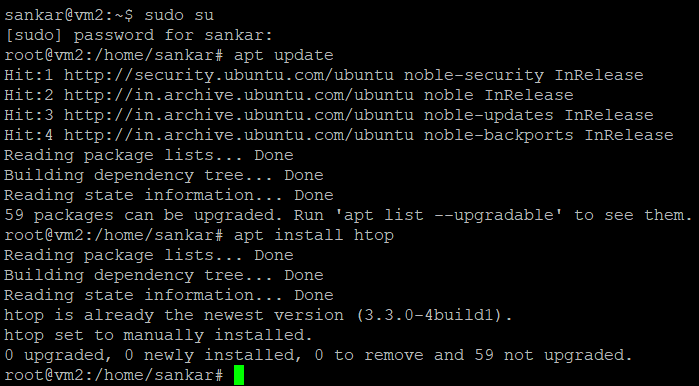 sankar@vm2:~$ sudo su
[sudo] password for sankar:
root@vm2:/home/sankar# apt update
Hit:1 http://security.ubuntu.com/ubuntu noble-security InRelease
Hit:2 http://in.archive.ubuntu.com/ubuntu noble InRelease
Hit:3 http://in.archive.ubuntu.com/ubuntu noble-updates InRelease
Hit:4 http://in.archive.ubuntu.com/ubuntu noble-backports InRelease
Reading package lists... Done
Building dependency tree... Done
Reading state information... Done
59 packages can be upgraded. Run 'apt list --upgradable' to see them.
root@vm2:/home/sankar# apt install htop
Reading package lists... Done
Building dependency tree... Done
Reading state information... Done
htop is already the newest version (3.3.0-4build1).
htop set to manually installed.
0 upgraded, 0 newly installed, 0 to remove and 59 not upgraded.
root@vm2:/home/sankar#